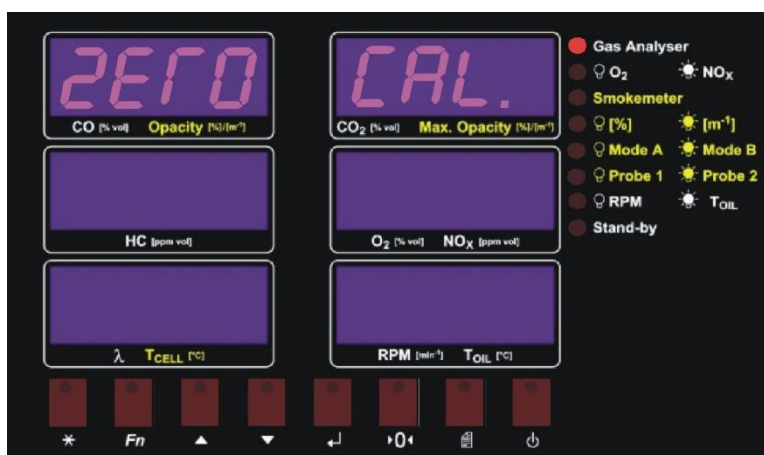 ZERO CAL.
CO [% vol] Opacity [%]/[m⁻¹] CO₂ [% vol] Max. Opacity [%]/[m⁻¹]
HC [ppm vol] O₂ [% vol] NOX [ppm vol]
λ TCELL [°C] RPM [min⁻¹] TOIL [°C]
Gas Analyser
O₂ NOX
Smokemeter
[%] [m⁻¹]
Mode A Mode B
Probe 1 Probe 2
RPM TOIL
Stand-by
Fn ▲ ▼ ↲ ▸0◂